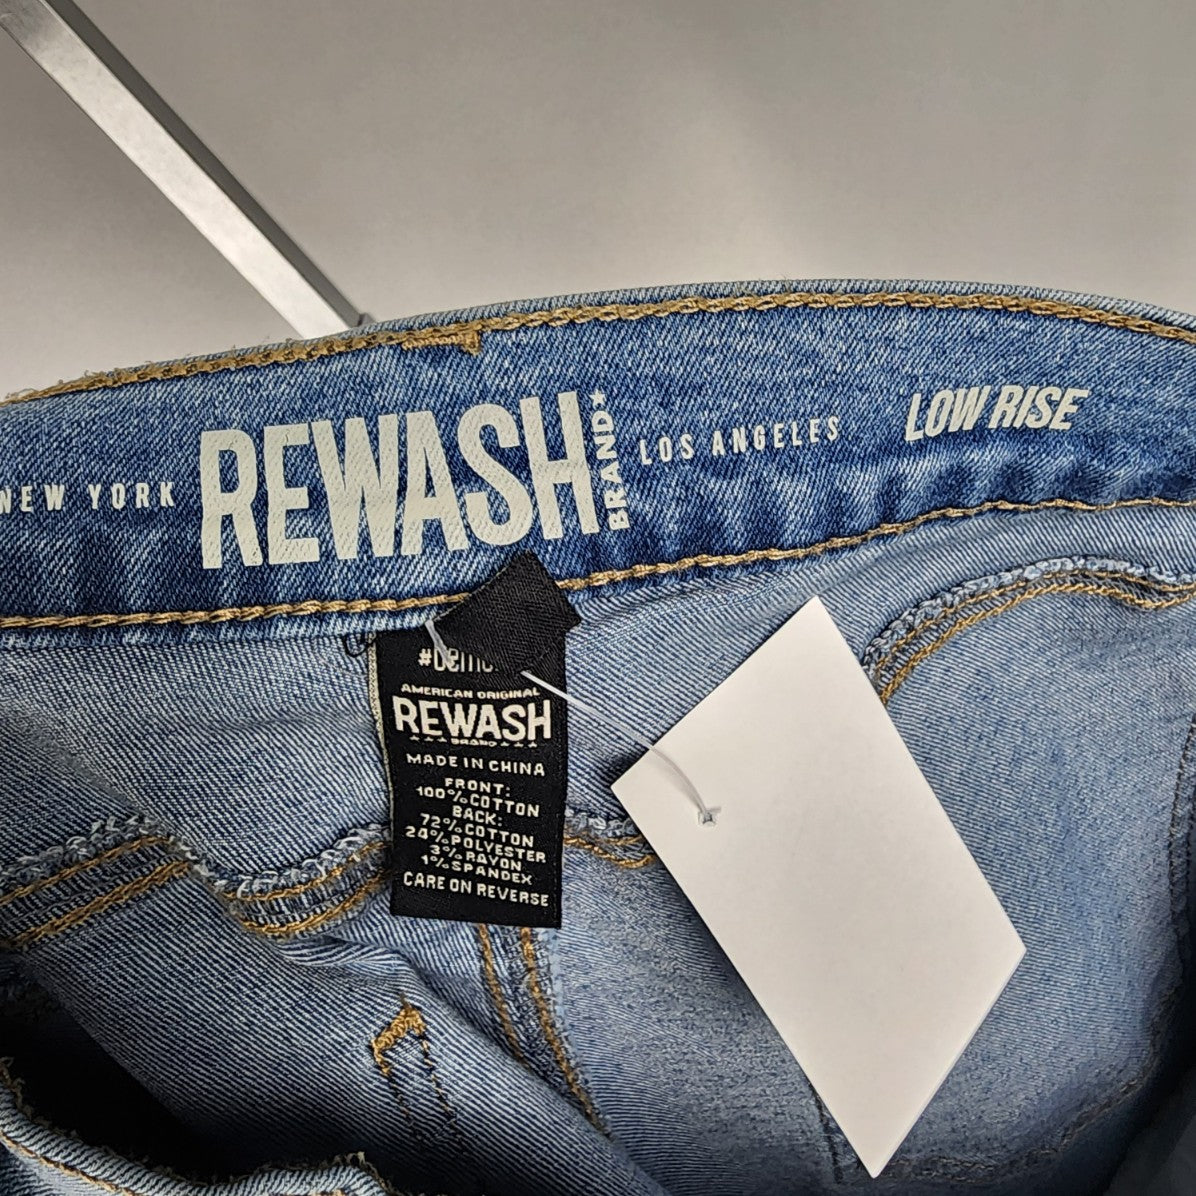 NEW YORK REWASH BRAND★ LOS ANGELES LOW RISE
AMERICAN ORIGINAL
REWASH
★★★ BRAND ★★★
MADE IN CHINA
FRONT:
100% COTTON
BACK:
72% COTTON
24% POLYESTER
3% RAYON
1% SPANDEX
CARE ON REVERSE